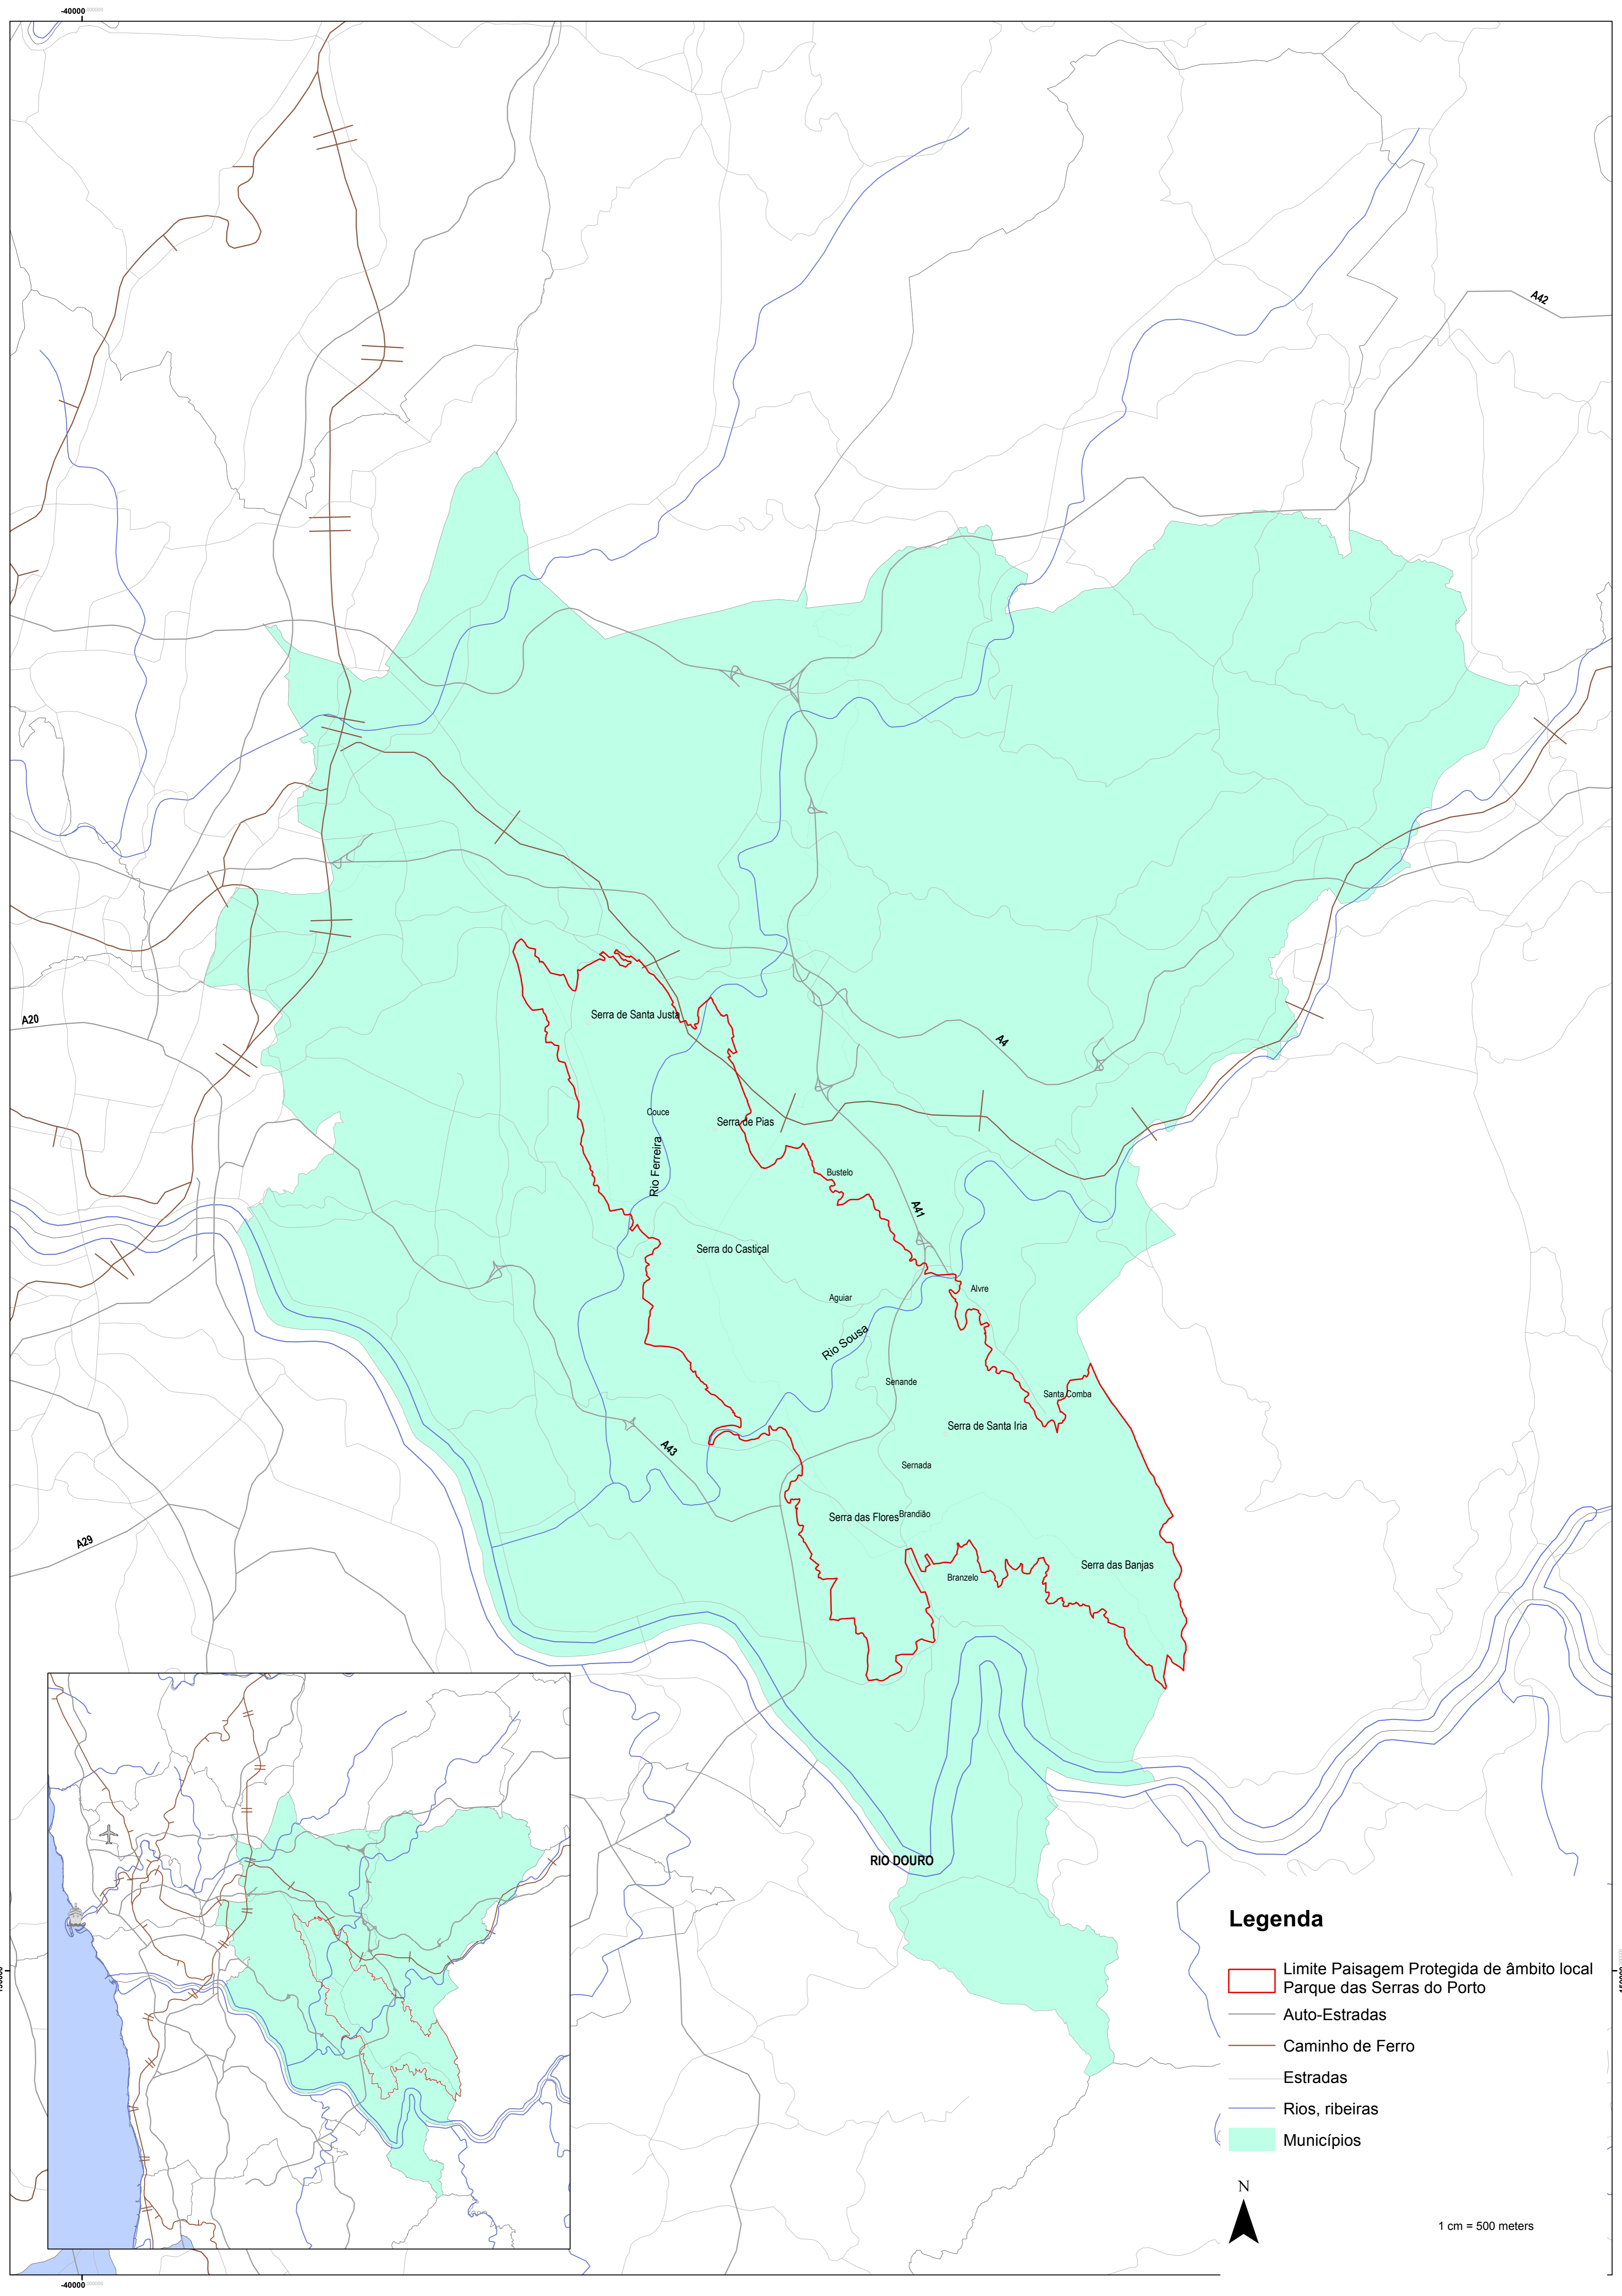 -40000
A42
A20
Serra de Santa Justa
A4
Couce
Serra de Pias
Rio Ferreira
Bustelo
A41
Serra do Castiçal
Alvre
Aguiar
Rio Sousa
Senande
Santa Comba
Serra de Santa Iria
A43
Sernada
Serra das Flores
Brandião
A29
Serra das Banjas
Branzelo
RIO DOURO
Legenda
Limite Paisagem Protegida de âmbito local
Parque das Serras do Porto
Auto-Estradas
Caminho de Ferro
Estradas
Rios, ribeiras
Municípios
N
1 cm = 500 meters
-40000